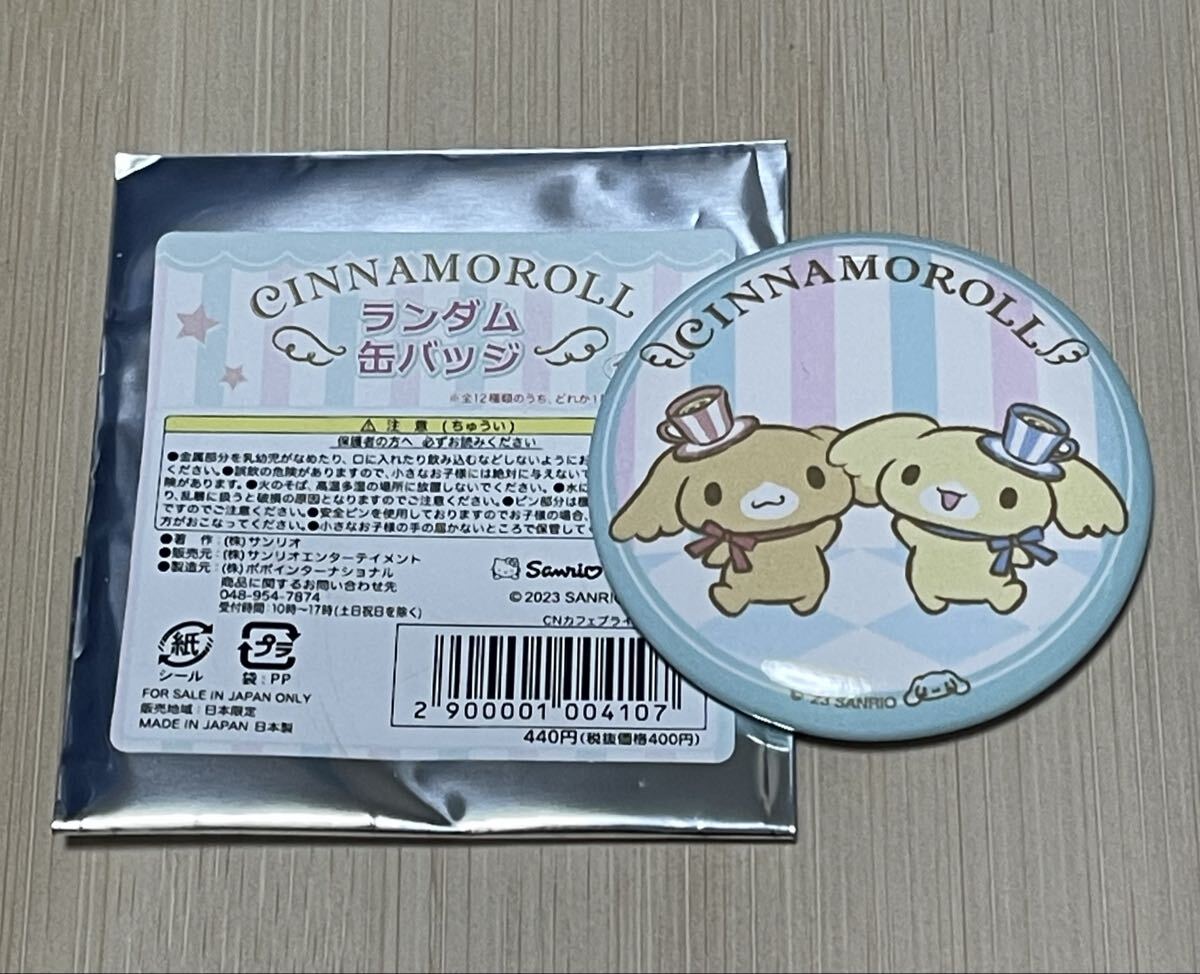 CINNAMOROLL
ランダム
缶バッジ
※全12種類のうち、どれか1
⚠ 注 意 (ちゅうい)
保護者の方へ 必ずお読みください
●金属部分を乳幼児がなめたり、口に入れたり飲み込むなどしないようにお
ください。●誤飲の危険がありますので、小さなお子様には絶対に与えないで
険があります。●火のそば、高温多湿の場所に放置しないでください。●水に
り、乱暴に扱うと破損の原因となりますのでご注意ください。●ピン部分は
ですのでご注意ください。●安全ピンを使用しておりますのでお子様の場合、
方がおこなってください。●小さなお子様の手の届かないところで保管して
●著 作:(株)サンリオ
●販売元:(株)サンリオエンターテイメント
●製造元:(株)ポポインターナショナル
商品に関するお問い合わせ先
048-954-7874
受付時間:10時〜17時(土日祝日を除く)
Sanrio
© 2023 SANRIO
CNカフェプライ
紙
シール
プラ
袋:PP
FOR SALE IN JAPAN ONLY
販売地域:日本限定
MADE IN JAPAN 日本製
2 900001 004107
440円(税抜価格400円)
CINNAMOROLL
© '23 SANRIO